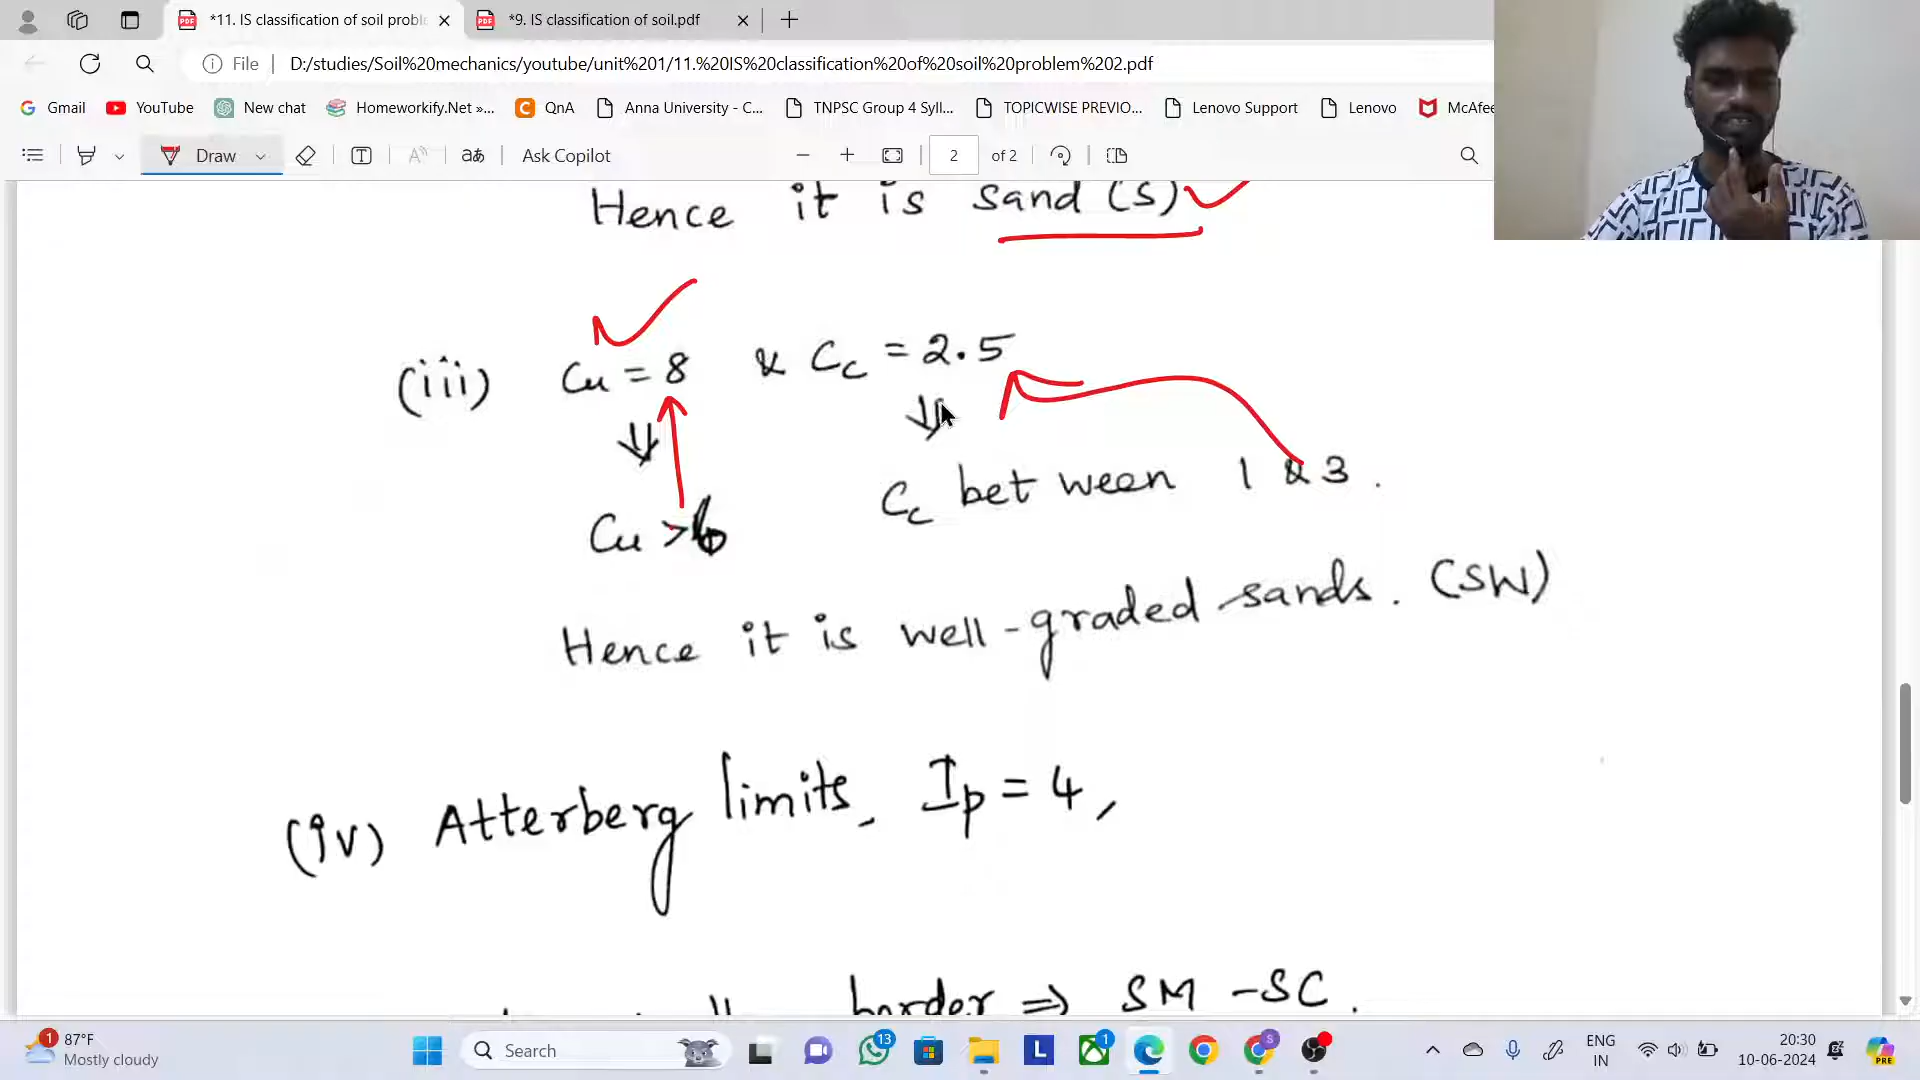 *11. IS classification of soil probl
*9. IS classification of soil.pdf
File
D:/studies/Soil%20mechanics/youtube/unit%201/11.%20IS%20classification%20of%20soil%20problem%202.pdf
Gmail
YouTube
New chat
Homeworkify.Net »...
QnA
Anna University - C...
TNPSC Group 4 Syll...
TOPICWISE PREVIO...
Lenovo Support
Lenovo
McAfee
Draw
Ask Copilot
2 of 2
Hence it is sand (S)
(iii) Cu = 8 & Cc = 2.5
Cu > 6
Cc between 1 & 3.
Hence it is well-graded sands. (SW)
(iv) Atterberg limits, Ip = 4,
border ⇒ SM - SC.
1
87°F
Mostly cloudy
Search
13
1
ENG
IN
20:30
10-06-2024
PRE